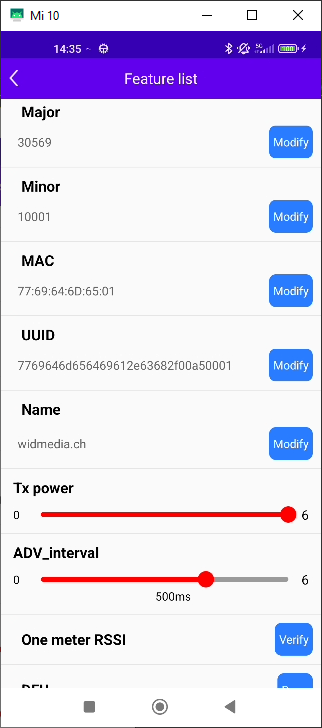 Mi 10
14:35
5G
Feature list
Major
30569
Modify
Minor
10001
Modify
MAC
77:69:64:6D:65:01
Modify
UUID
7769646d656469612e63682f00a50001
Modify
Name
widmedia.ch
Modify
Tx power
0
6
ADV_interval
0
6
500ms
One meter RSSI
Verify